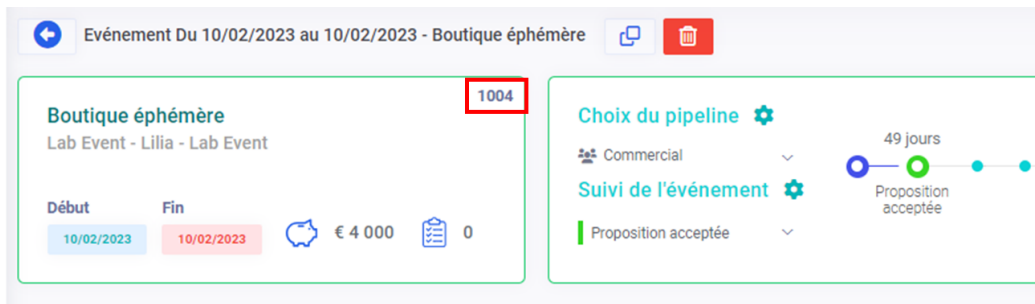 Evénement Du 10/02/2023 au 10/02/2023 - Boutique éphémère
1004
Boutique éphémère
Lab Event - Lilia - Lab Event
Début
Fin
10/02/2023
10/02/2023
€ 4 000
0
Choix du pipeline
Commercial
Suivi de l'événement
Proposition acceptée
49 jours
Proposition
acceptée